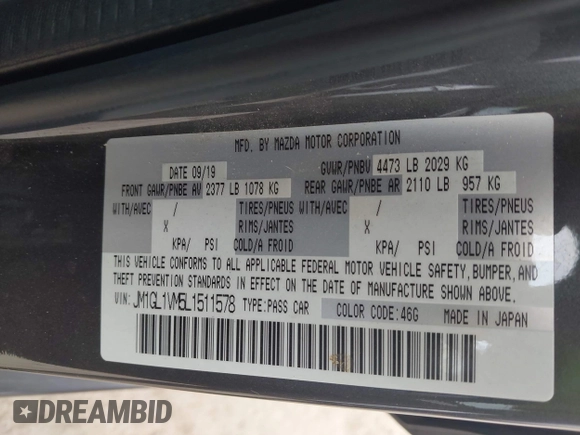 MFD. BY MAZDA MOTOR CORPORATION
DATE 09/19 GVWR/PNBV 4473 LB 2029 KG
FRONT GAWR/PNBE AV 2377 LB 1078 KG REAR GAWR/PNBE AR 2110 LB 957 KG
WITH/AVEC / TIRES/PNEUS WITH/AVEC / TIRES/PNEUS
X RIMS/JANTES X RIMS/JANTES
KPA/ PSI COLD/A FROID KPA/ PSI COLD/A FROID
THIS VEHICLE CONFORMS TO ALL APPLICABLE FEDERAL MOTOR VEHICLE SAFETY, BUMPER, AND
THEFT PREVENTION STANDARDS IN EFFECT ON THE DATE OF MANUFACTURE SHOWN ABOVE.
VIN: JM1GL1VM5L1511578 TYPE: PASS CAR COLOR CODE: 46G MADE IN JAPAN
DREAMBID